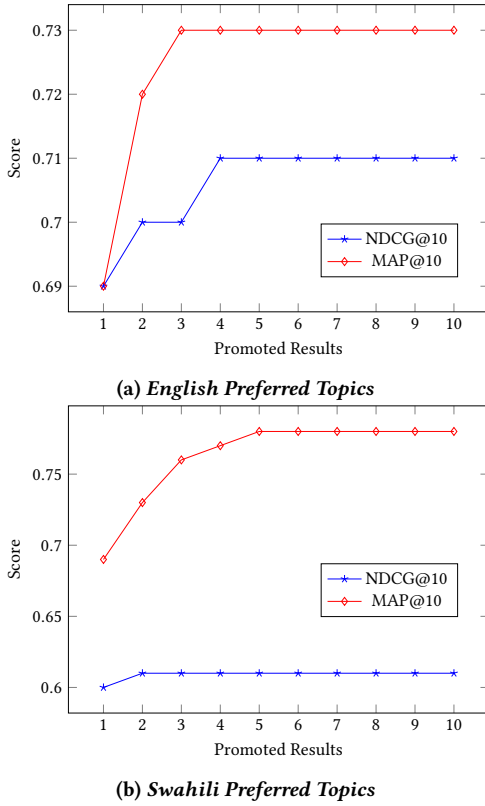 0.73
0.72
0.71
0.7
0.69
Score
NDCG@10
MAP@10
1 2 3 4 5 6 7 8 9 10
Promoted Results
(a) English Preferred Topics
0.75
0.7
0.65
0.6
Score
NDCG@10
MAP@10
1 2 3 4 5 6 7 8 9 10
Promoted Results
(b) Swahili Preferred Topics